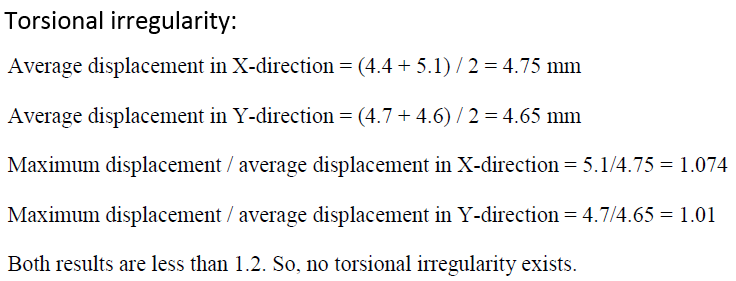 Torsional irregularity:
Average displacement in X-direction = (4.4 + 5.1) / 2 = 4.75 mm
Average displacement in Y-direction = (4.7 + 4.6) / 2 = 4.65 mm
Maximum displacement / average displacement in X-direction = 5.1/4.75 = 1.074
Maximum displacement / average displacement in Y-direction = 4.7/4.65 = 1.01
Both results are less than 1.2. So, no torsional irregularity exists.